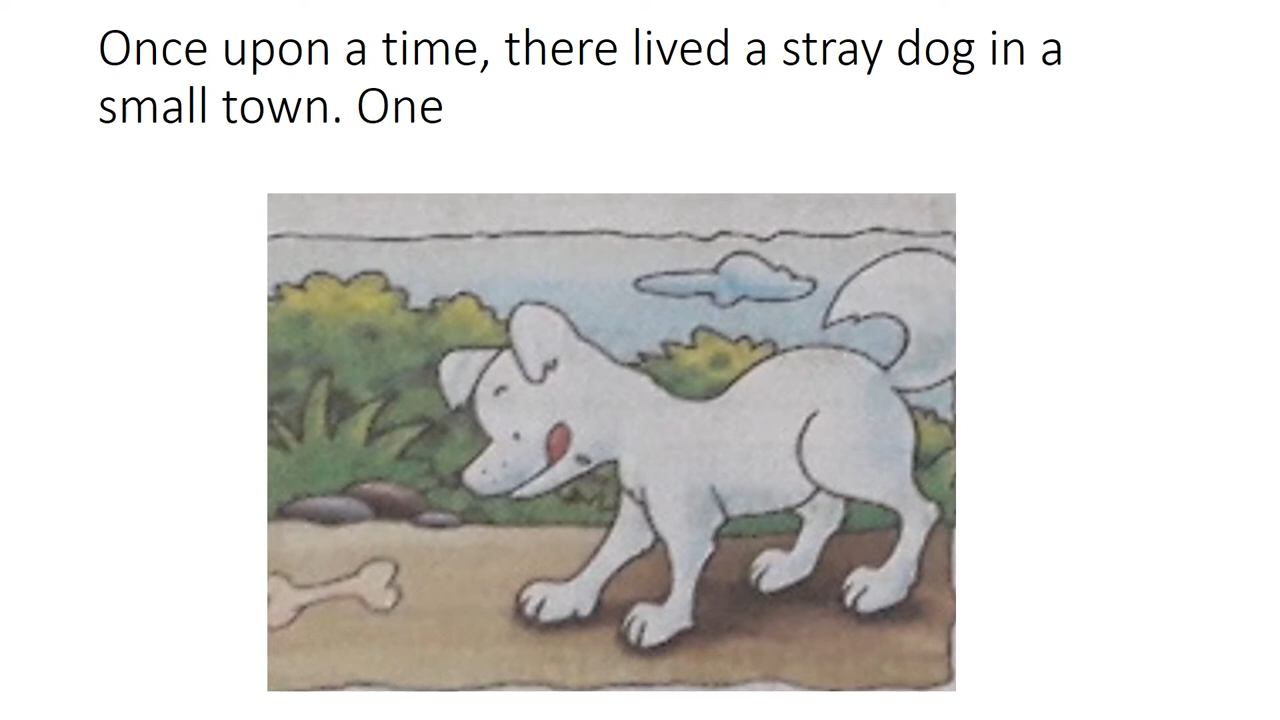 Once upon a time, there lived a stray dog in a
small town. One